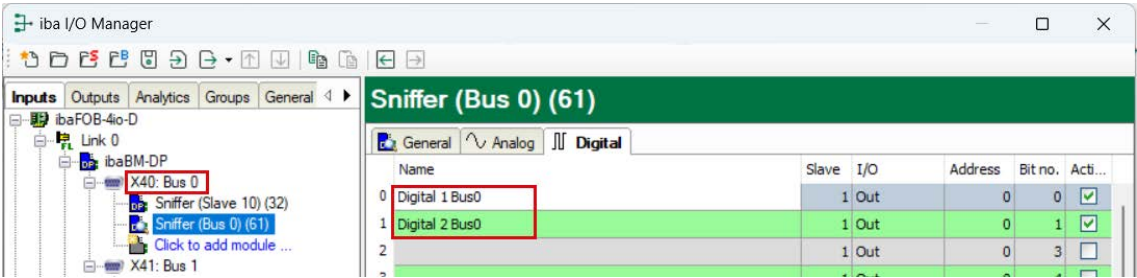 iba I/O Manager
Inputs Outputs Analytics Groups General
Sniffer (Bus 0) (61)
ibaFOB-4io-D
FL Link 0
DP ibaBM-DP
X40: Bus 0
DP Sniffer (Slave 10) (32)
Sniffer (Bus 0) (61)
Click to add module ...
X41: Bus 1
General Analog Digital
Name Slave I/O Address Bit no. Acti...
0 Digital 1 Bus0 1 Out 0 0
1 Digital 2 Bus0 1 Out 0 1
2 1 Out 0 3